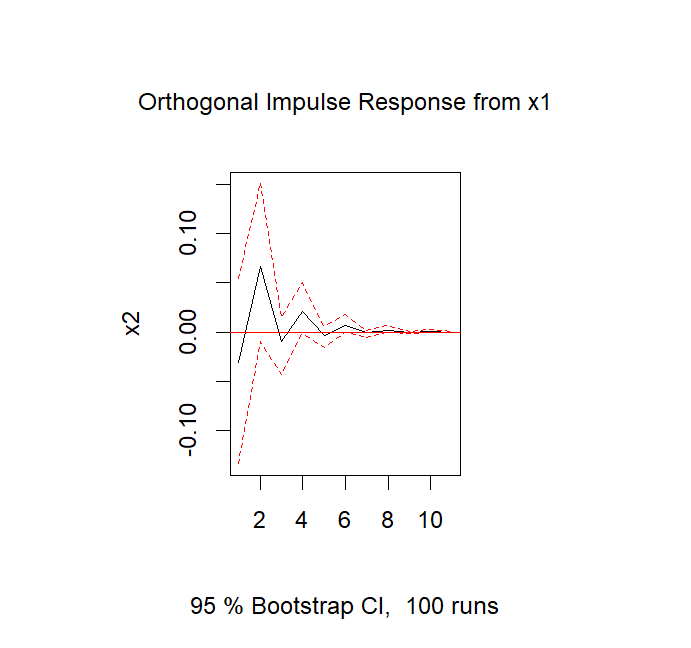 Orthogonal Impulse Response from x1
x2
0.10
0.00
-0.10
2 4 6 8 10
95 % Bootstrap CI,  100 runs